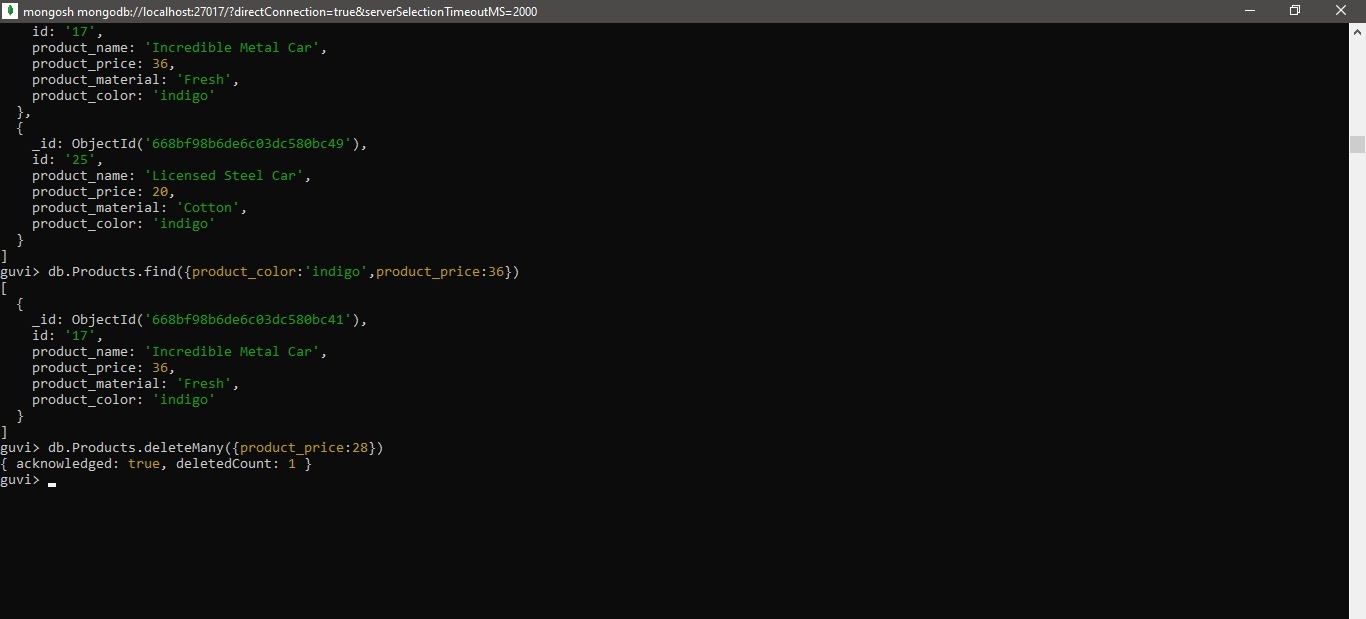 mongosh mongodb://localhost:27017/?directConnection=true&serverSelectionTimeoutMS=2000
    id: '17',
    product_name: 'Incredible Metal Car',
    product_price: 36,
    product_material: 'Fresh',
    product_color: 'indigo'
  },
  {
    _id: ObjectId('668bf98b6de6c03dc580bc49'),
    id: '25',
    product_name: 'Licensed Steel Car',
    product_price: 20,
    product_material: 'Cotton',
    product_color: 'indigo'
  }
]
guvi> db.Products.find({product_color:'indigo',product_price:36})
[
  {
    _id: ObjectId('668bf98b6de6c03dc580bc41'),
    id: '17',
    product_name: 'Incredible Metal Car',
    product_price: 36,
    product_material: 'Fresh',
    product_color: 'indigo'
  }
]
guvi> db.Products.deleteMany({product_price:28})
{ acknowledged: true, deletedCount: 1 }
guvi>